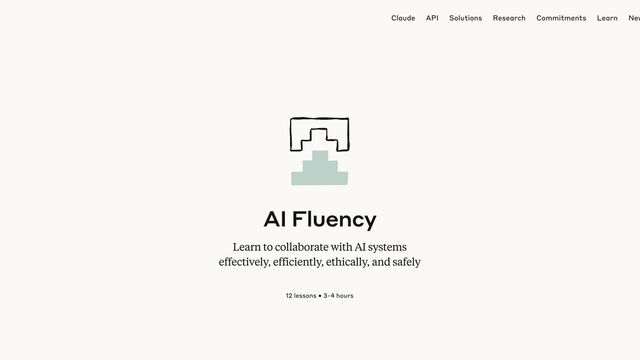 Claude API Solutions Research Commitments Learn
AI Fluency
Learn to collaborate with AI systems
effectively, efficiently, ethically, and safely
12 lessons • 3-4 hours